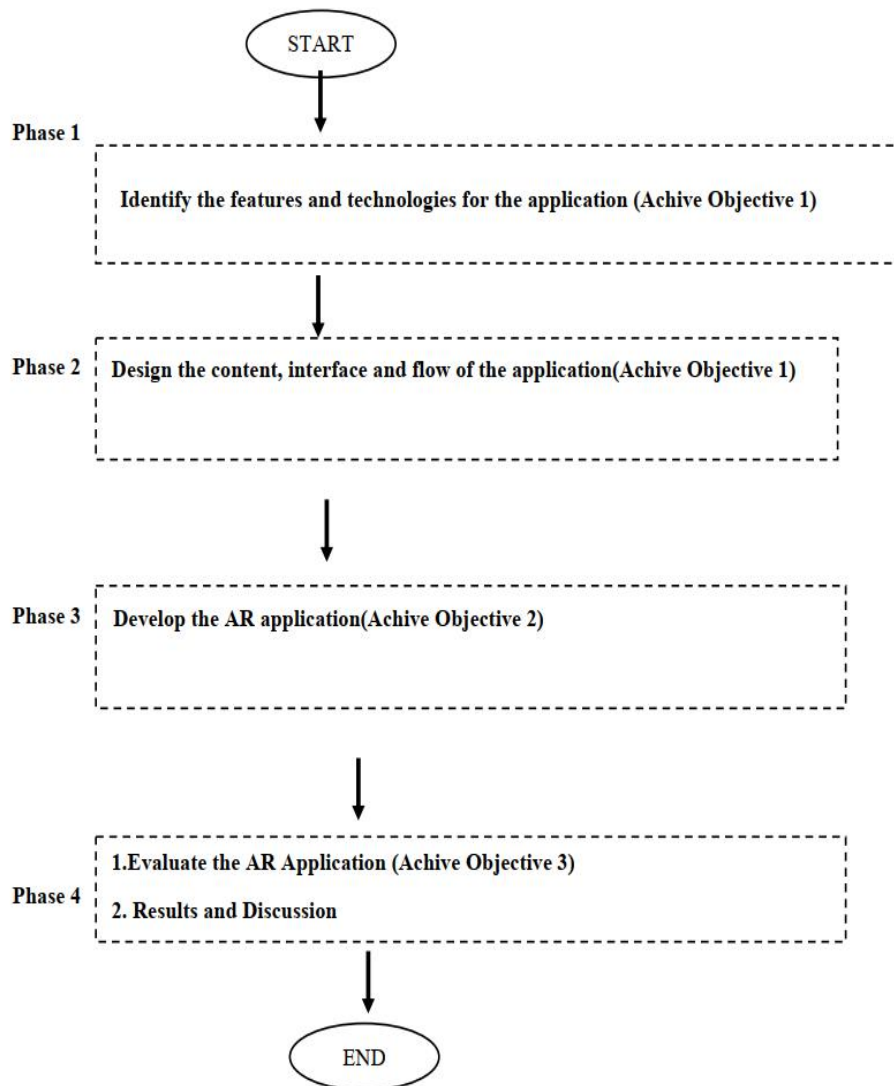 START
Phase 1
Identify the features and technologies for the application (Achive Objective 1)
Phase 2
Design the content, interface and flow of the application(Achive Objective 1)
Phase 3
Develop the AR application(Achive Objective 2)
1.Evaluate the AR Application (Achive Objective 3)
Phase 4
2. Results and Discussion
END